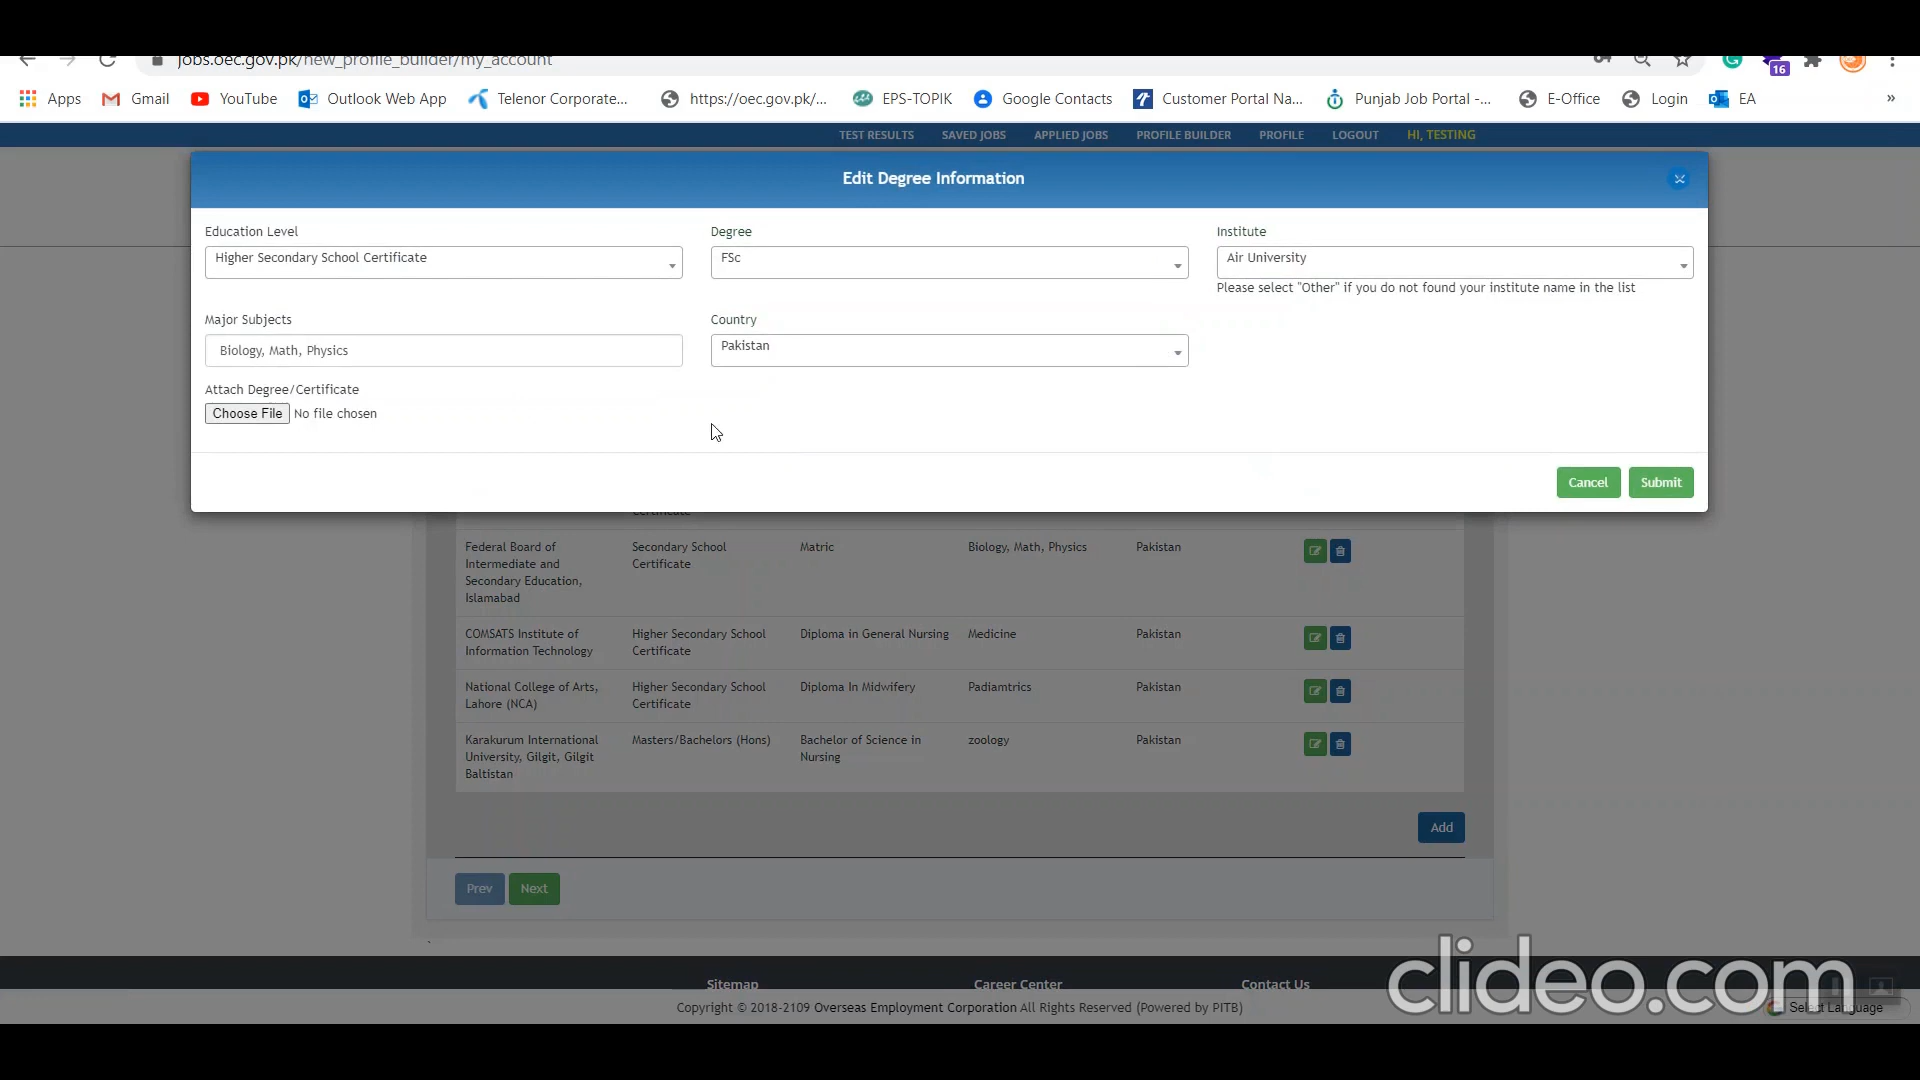 jobs.oec.gov.pk/new_profile_builder/my_account
16
Apps Gmail YouTube Outlook Web App Telenor Corporate... https://oec.gov.pk/... EPS-TOPIK Google Contacts Customer Portal Na... Punjab Job Portal -... E-Office Login EA »
TEST RESULTS SAVED JOBS APPLIED JOBS PROFILE BUILDER PROFILE LOGOUT HI, TESTING
Edit Degree Information
Education Level Degree Institute
Higher Secondary School Certificate FSc Air University
Please select "Other" if you do not found your institute name in the list
Major Subjects Country
Biology, Math, Physics Pakistan
Attach Degree/Certificate
Choose File No file chosen
Cancel Submit
Certificate
Federal Board of Secondary School Matric Biology, Math, Physics Pakistan
Intermediate and Certificate
Secondary Education,
Islamabad
COMSATS Institute of Higher Secondary School Diploma in General Nursing Medicine Pakistan
Information Technology Certificate
National College of Arts, Higher Secondary School Diploma In Midwifery Padiamtrics Pakistan
Lahore (NCA) Certificate
Karakurum International Masters/Bachelors (Hons) Bachelor of Science in zoology Pakistan
University, Gilgit, Gilgit Nursing
Baltistan
Add
Prev Next
Sitemap Career Center Contact Us
clideo.com
Copyright © 2018-2109 Overseas Employment Corporation All Rights Reserved (Powered by PITB)
Select Language